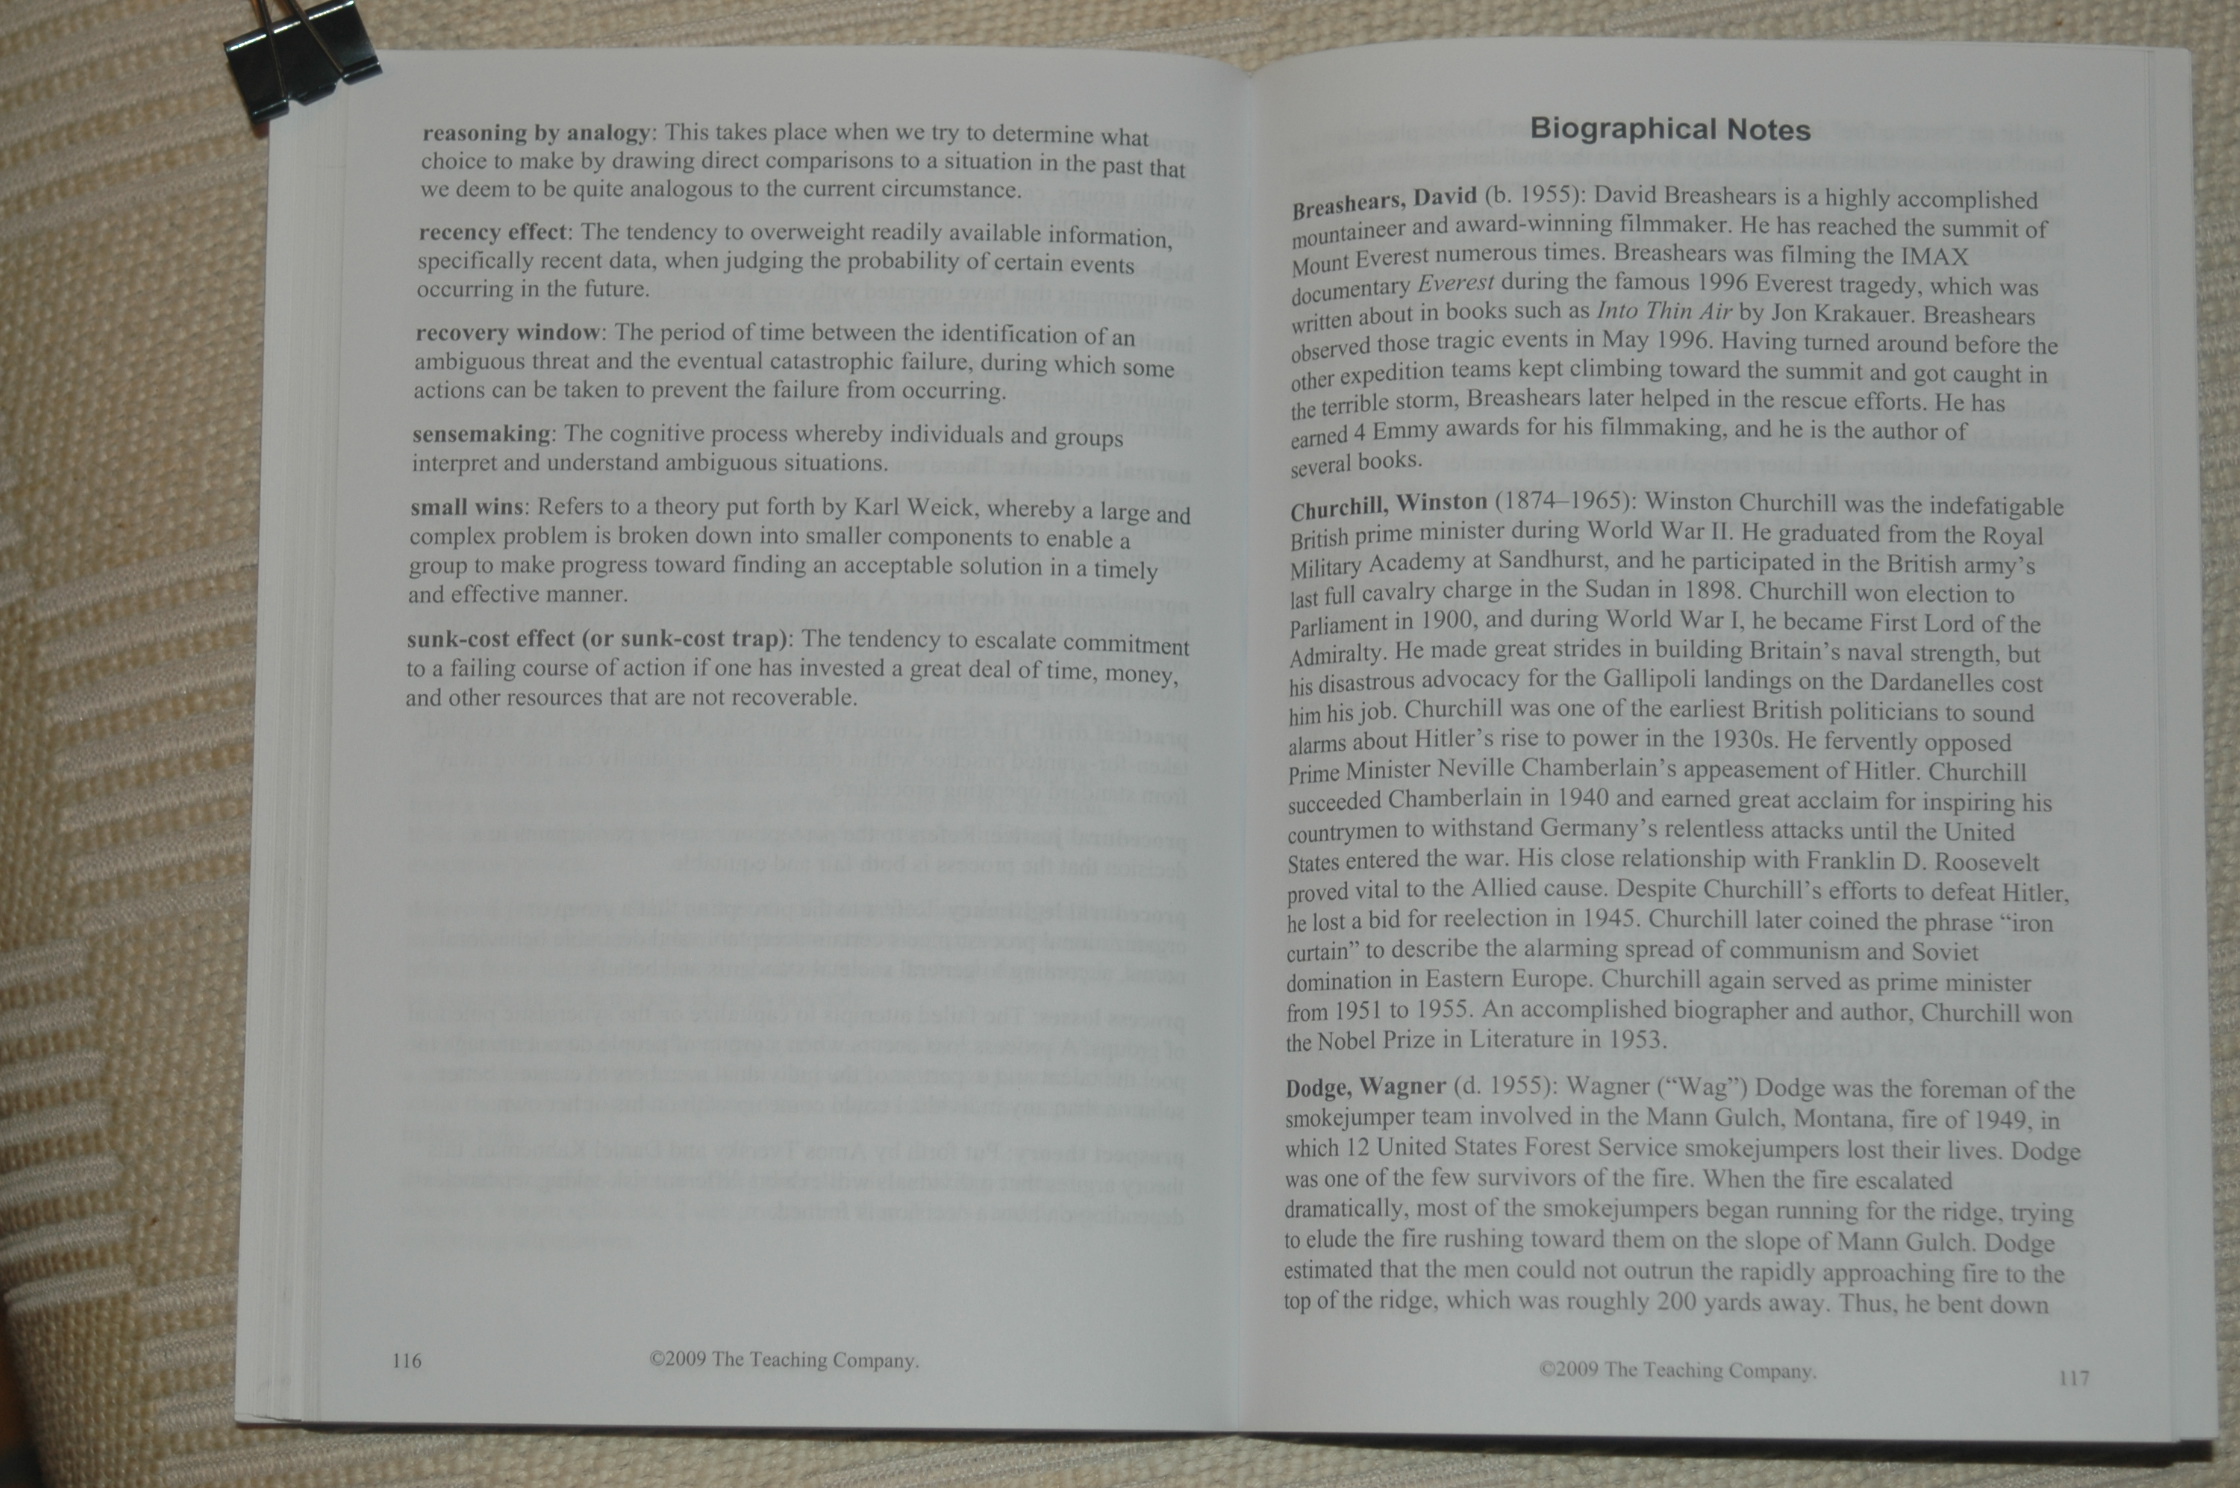 reasoning by analogy: This takes place when we try to determine what
choice to make by drawing direct comparisons to a situation in the past that
we deem to be quite analogous to the current circumstance.
recency effect: The tendency to overweight readily available information,
specifically recent data, when judging the probability of certain events
occurring in the future.
recovery window: The period of time between the identification of an
ambiguous threat and the eventual catastrophic failure, during which some
actions can be taken to prevent the failure from occurring.
sensemaking: The cognitive process whereby individuals and groups
interpret and understand ambiguous situations.
small wins: Refers to a theory put forth by Karl Weick, whereby a large and
complex problem is broken down into smaller components to enable a
group to make progress toward finding an acceptable solution in a timely
and effective manner.
sunk-cost effect (or sunk-cost trap): The tendency to escalate commitment
to a failing course of action if one has invested a great deal of time, money,
and other resources that are not recoverable.
116
©2009 The Teaching Company.
Biographical Notes
Breashears, David (b. 1955): David Breashears is a highly accomplished
mountaineer and award-winning filmmaker. He has reached the summit of
Mount Everest numerous times. Breashears was filming the IMAX
documentary Everest during the famous 1996 Everest tragedy, which was
written about in books such as Into Thin Air by Jon Krakauer. Breashears
observed those tragic events in May 1996. Having turned around before the
other expedition teams kept climbing toward the summit and got caught in
the terrible storm, Breashears later helped in the rescue efforts. He has
earned 4 Emmy awards for his filmmaking, and he is the author of
several books.
Churchill, Winston (1874–1965): Winston Churchill was the indefatigable
British prime minister during World War II. He graduated from the Royal
Military Academy at Sandhurst, and he participated in the British army's
last full cavalry charge in the Sudan in 1898. Churchill won election to
Parliament in 1900, and during World War I, he became First Lord of the
Admiralty. He made great strides in building Britain's naval strength, but
his disastrous advocacy for the Gallipoli landings on the Dardanelles cost
him his job. Churchill was one of the earliest British politicians to sound
alarms about Hitler's rise to power in the 1930s. He fervently opposed
Prime Minister Neville Chamberlain's appeasement of Hitler. Churchill
succeeded Chamberlain in 1940 and earned great acclaim for inspiring his
countrymen to withstand Germany's relentless attacks until the United
States entered the war. His close relationship with Franklin D. Roosevelt
proved vital to the Allied cause. Despite Churchill's efforts to defeat Hitler,
he lost a bid for reelection in 1945. Churchill later coined the phrase “iron
curtain” to describe the alarming spread of communism and Soviet
domination in Eastern Europe. Churchill again served as prime minister
from 1951 to 1955. An accomplished biographer and author, Churchill won
the Nobel Prize in Literature in 1953.
Dodge, Wagner (d. 1955): Wagner (“Wag”) Dodge was the foreman of the
smokejumper team involved in the Mann Gulch, Montana, fire of 1949, in
which 12 United States Forest Service smokejumpers lost their lives. Dodge
was one of the few survivors of the fire. When the fire escalated
dramatically, most of the smokejumpers began running for the ridge, trying
to elude the fire rushing toward them on the slope of Mann Gulch. Dodge
estimated that the men could not outrun the rapidly approaching fire to the
top of the ridge, which was roughly 200 yards away. Thus, he bent down
©2009 The Teaching Company.
117